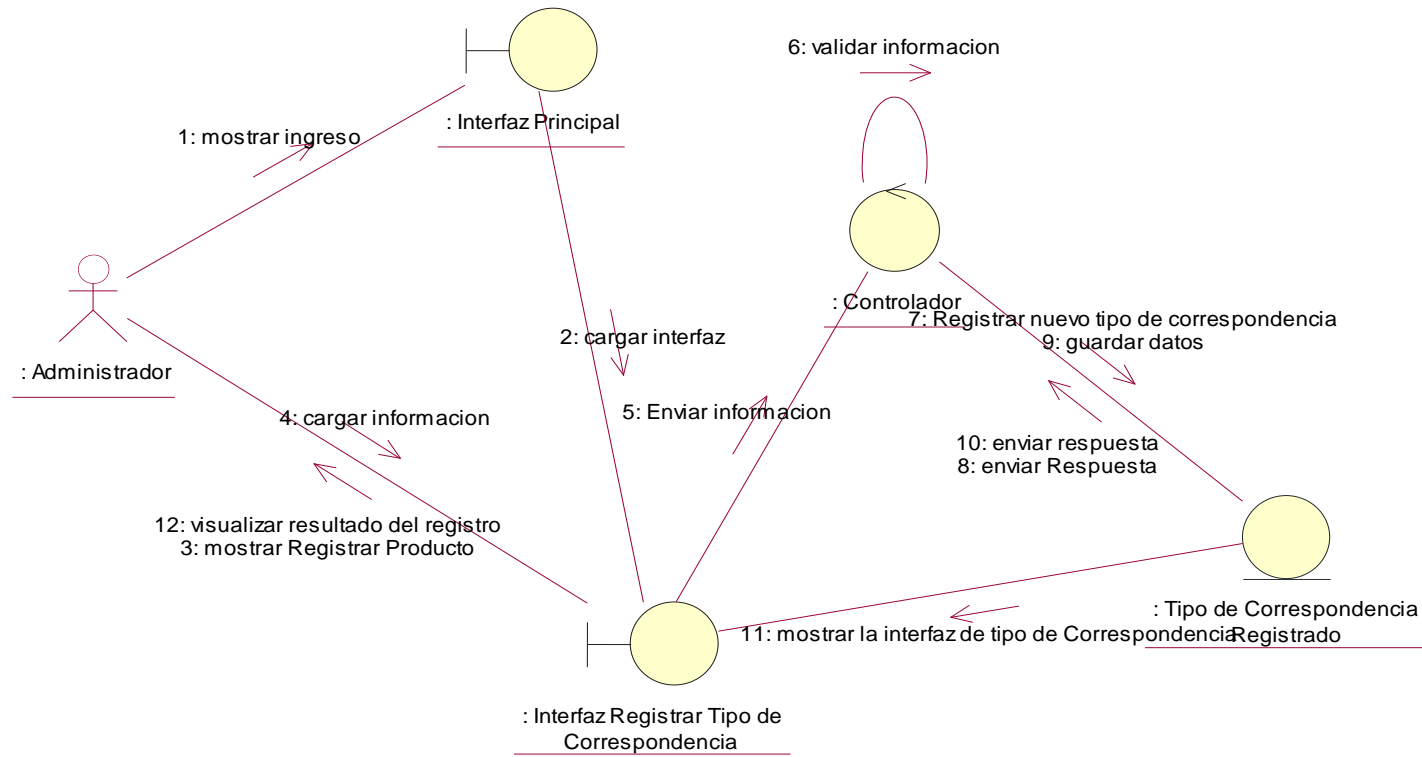 6: validar informacion
: Interfaz Principal
1: mostrar ingreso
: Controlador
7: Registrar nuevo tipo de correspondencia
9: guardar datos
2: cargar interfaz
: Administrador
4: cargar informacion
5: Enviar informacion
10: enviar respuesta
8: enviar Respuesta
12: visualizar resultado del registro
3: mostrar Registrar Producto
: Tipo de Correspondencia
Registrado
11: mostrar la interfaz de tipo de Correspondencia
: Interfaz Registrar Tipo de
Correspondencia